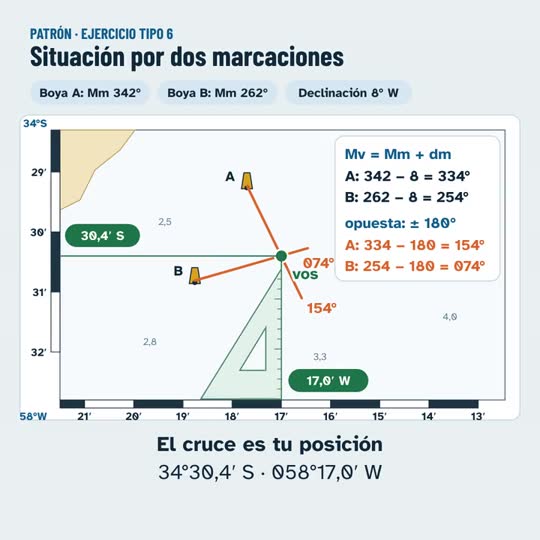 PATRÓN · EJERCICIO TIPO 6
Situación por dos marcaciones
Boya A: Mm 342° Boya B: Mm 262° Declinación 8° W
34°S
29′
30′
31′
32′
30,4′ S
2,5
A
B
2,8
074°
vos
154°
3,3
4,0
17,0′ W
Mv = Mm + dm
A: 342 – 8 = 334°
B: 262 – 8 = 254°
opuesta: ± 180°
A: 334 – 180 = 154°
B: 254 – 180 = 074°
58°W 21′ 20′ 19′ 18′ 17′ 16′ 15′ 14′ 13′
El cruce es tu posición
34°30,4′ S · 058°17,0′ W